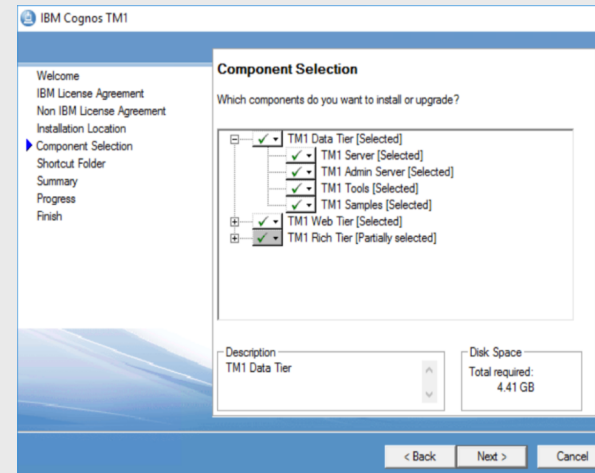 IBM Cognos TM1
Welcome
IBM License Agreement
Non IBM License Agreement
Installation Location
Component Selection
Shortcut Folder
Summary
Progress
Finish
Component Selection
Which components do you want to install or upgrade?
TM1 Data Tier [Selected]
TM1 Server [Selected]
TM1 Admin Server [Selected]
TM1 Tools [Selected]
TM1 Samples [Selected]
TM1 Web Tier [Selected]
TM1 Rich Tier [Partially selected]
Description
TM1 Data Tier
Disk Space
Total required:
4.41 GB
< Back
Next >
Cancel